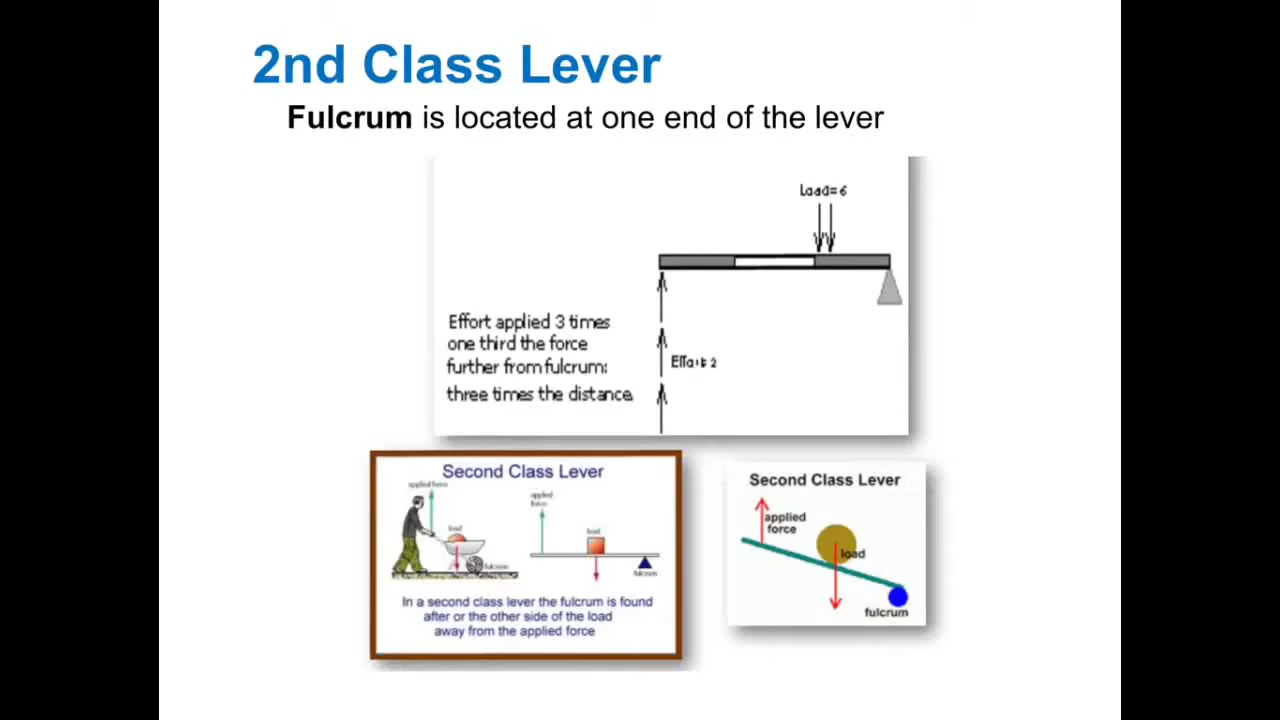 2nd Class Lever
Fulcrum is located at one end of the lever
Load=6
Effort applied 3 times
one third the force
further from fulcrum:
three times the distance
Effort 2
Second Class Lever
applied force
load
fulcrum
applied
force
load
fulcrum
In a second class lever the fulcrum is found
after or the other side of the load
away from the applied force
Second Class Lever
applied
force
load
fulcrum